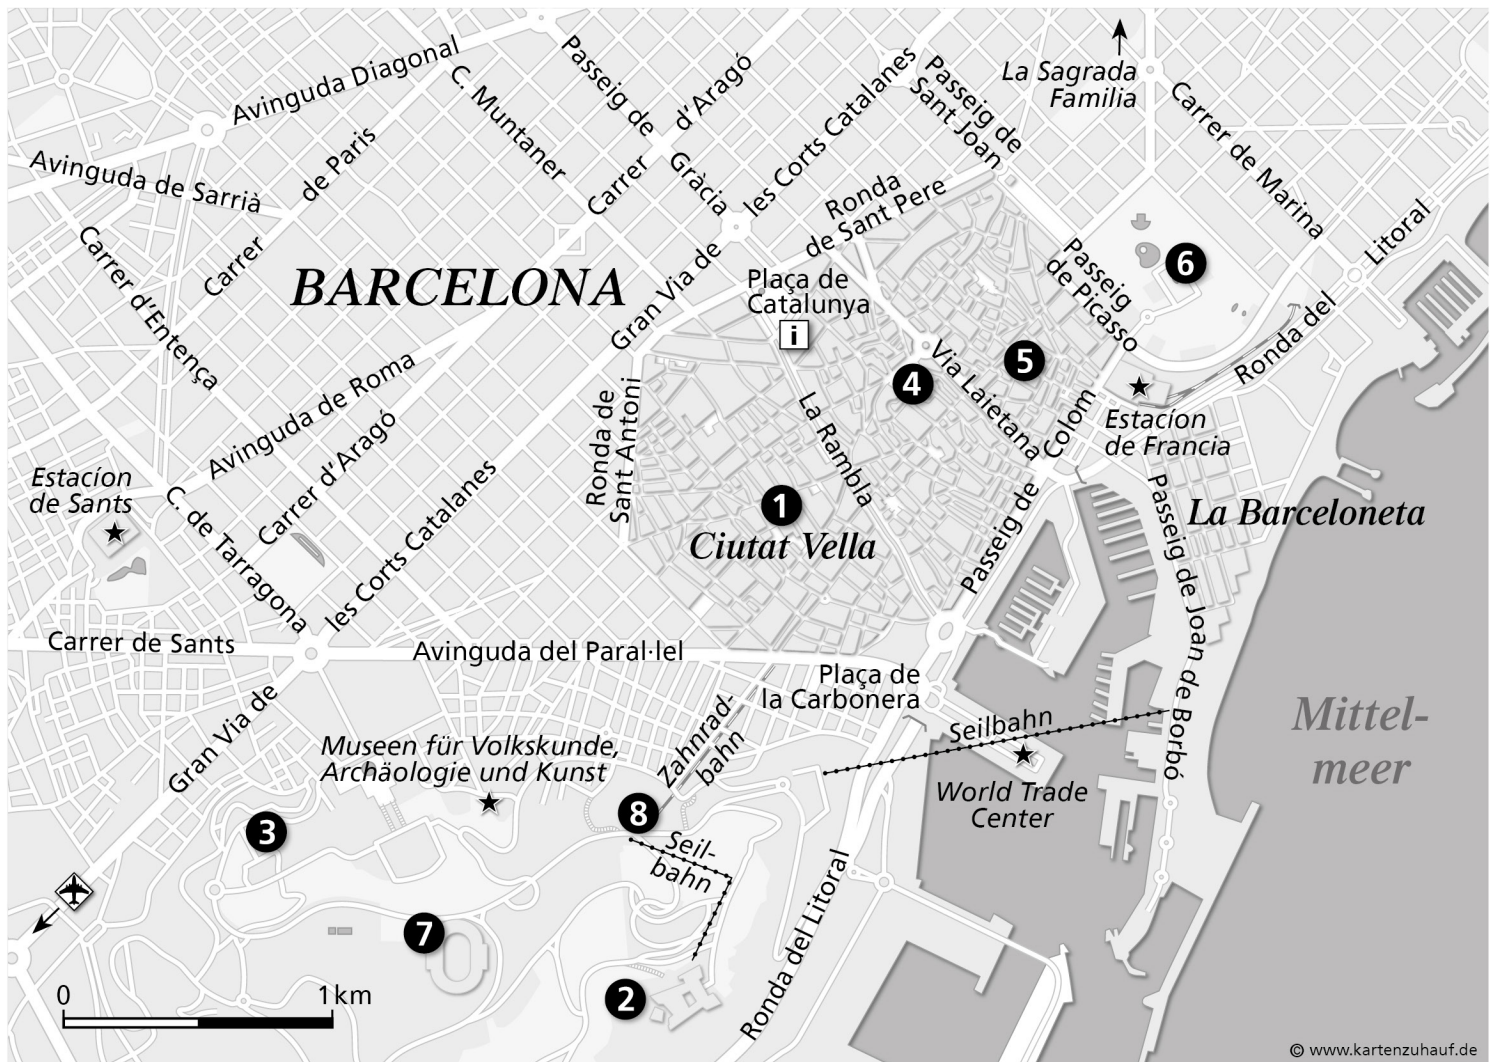 Avinguda Diagonal
C. Muntaner
Passeig de
Gràcia
Carrer
d'Aragó
les Corts Catalanes
Passeig de
Sant Joan
La Sagrada
Familia
Carrer de Marina
Avinguda de Sarrià
Carrer
de Paris
Ronda
de Sant Pere
Litoral
Ronda del
Carrer d'Entença
BARCELONA
Gran Via de
Plaça de
Catalunya
i
Passeig
de Picasso
6
5
4
Via Laietana
Estacíon
de Francia
Avinguda de Roma
Carrer d'Aragó
Ronda de
Sant Antoni
La Rambla
Colom
Passeig de
Estacíon
de Sants
C. de Tarragona
les Corts Catalanes
1
Ciutat Vella
La Barceloneta
Passeig de Joan de Borbó
Carrer de Sants
Avinguda del Paral·lel
Plaça de
la Carbonera
Gran Via de
Museen für Volkskunde,
Archäologie und Kunst
Zahnrad-
bahn
Seilbahn
World Trade
Center
Mittel-
meer
3
8
Seil-
bahn
7
2
Ronda del Litoral
0
1 km
© www.kartenzuhauf.de